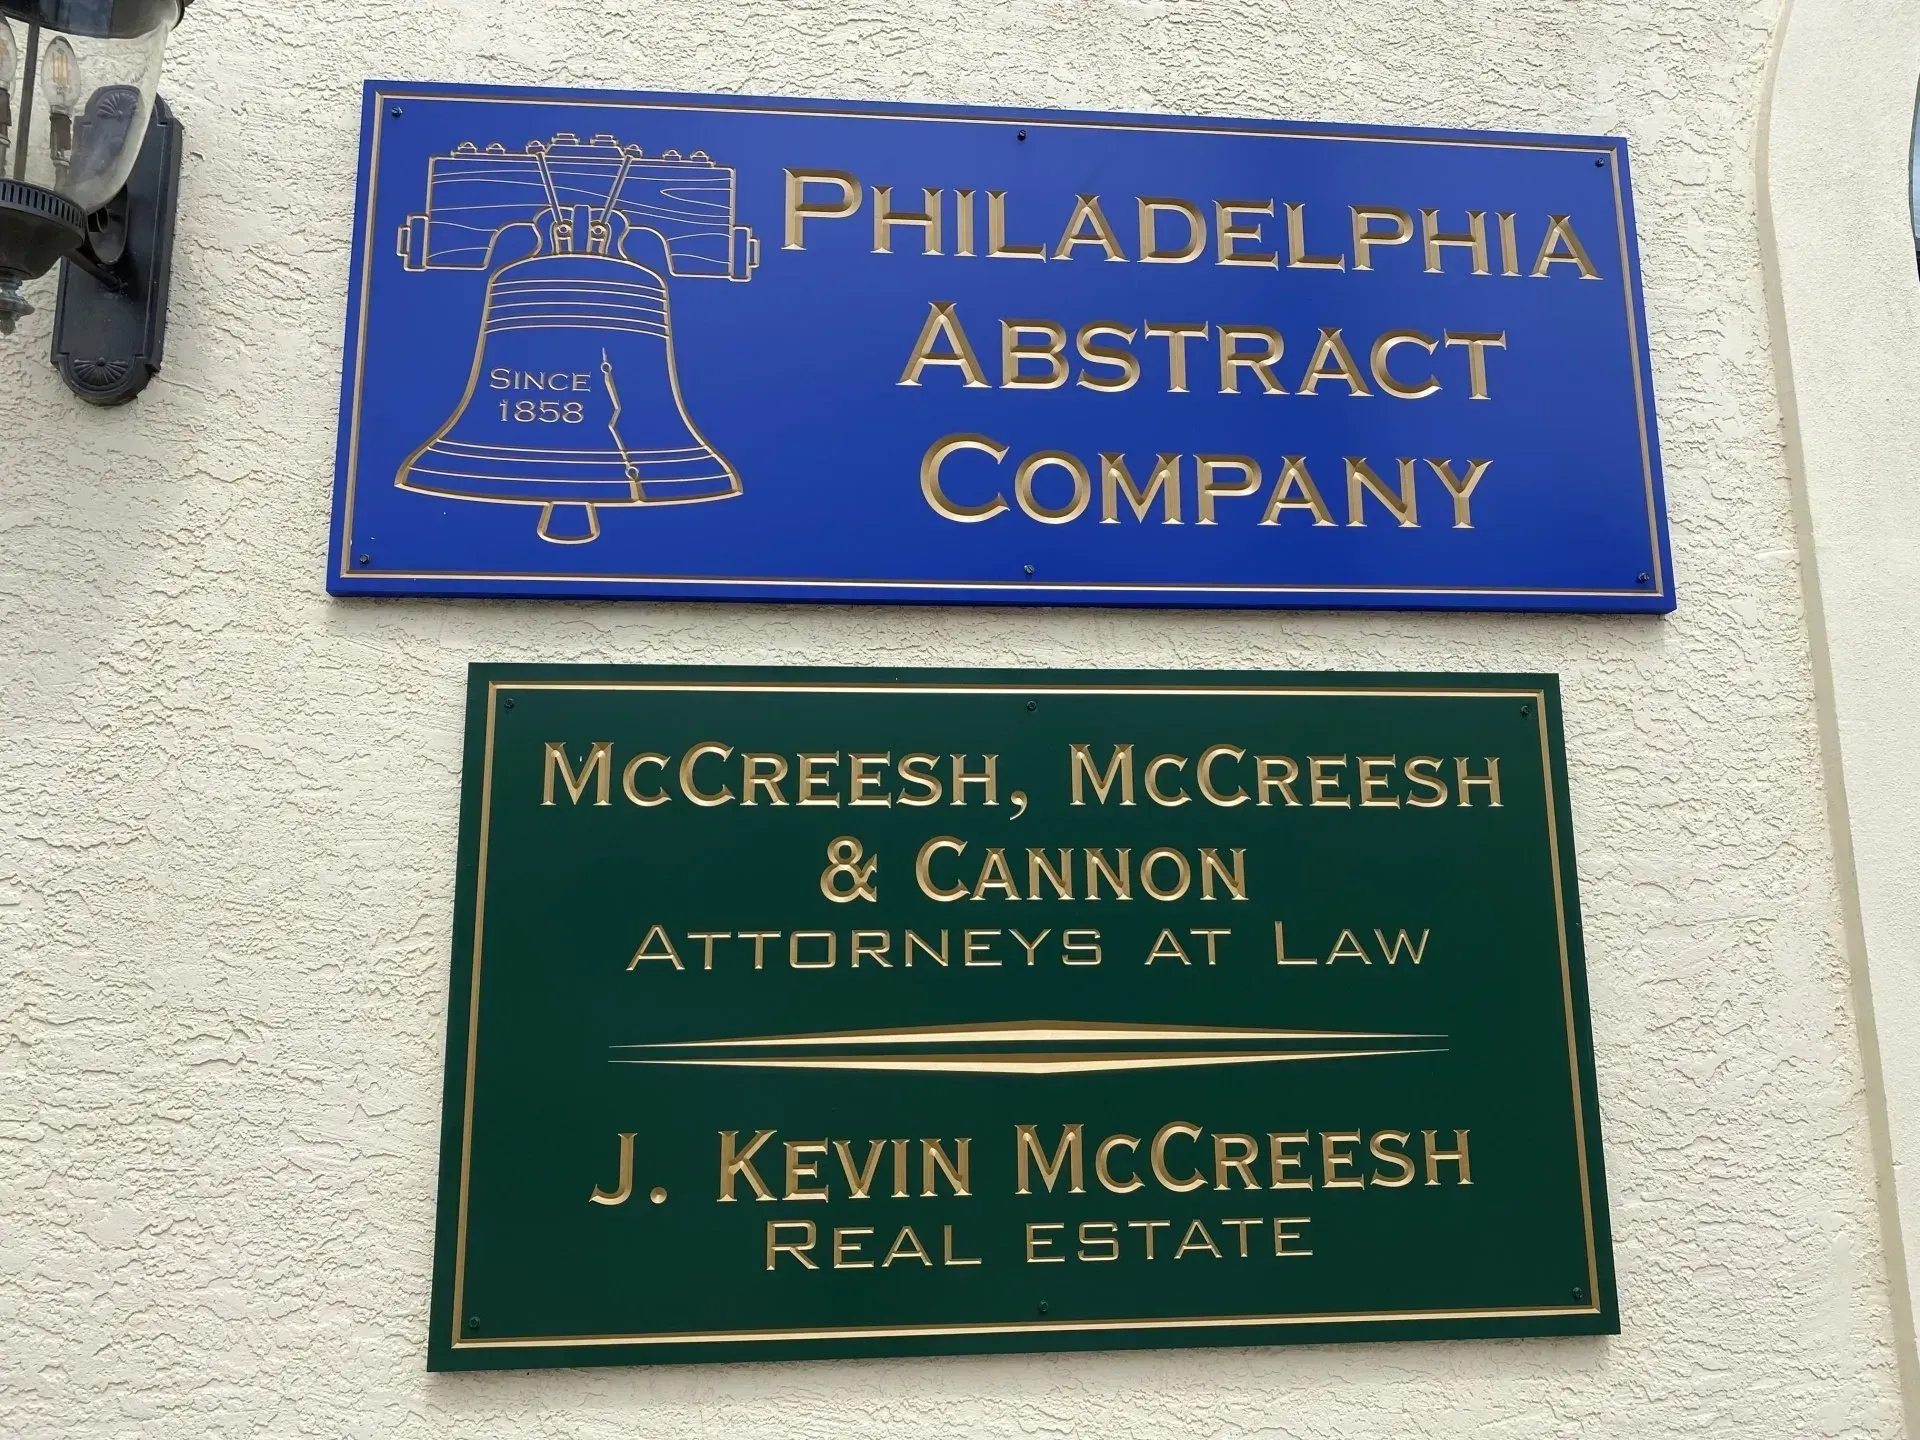 Philadelphia
Abstract
Company
Since
1858
McCreesh, McCreesh
& Cannon
Attorneys at Law
J. Kevin McCreesh
Real estate